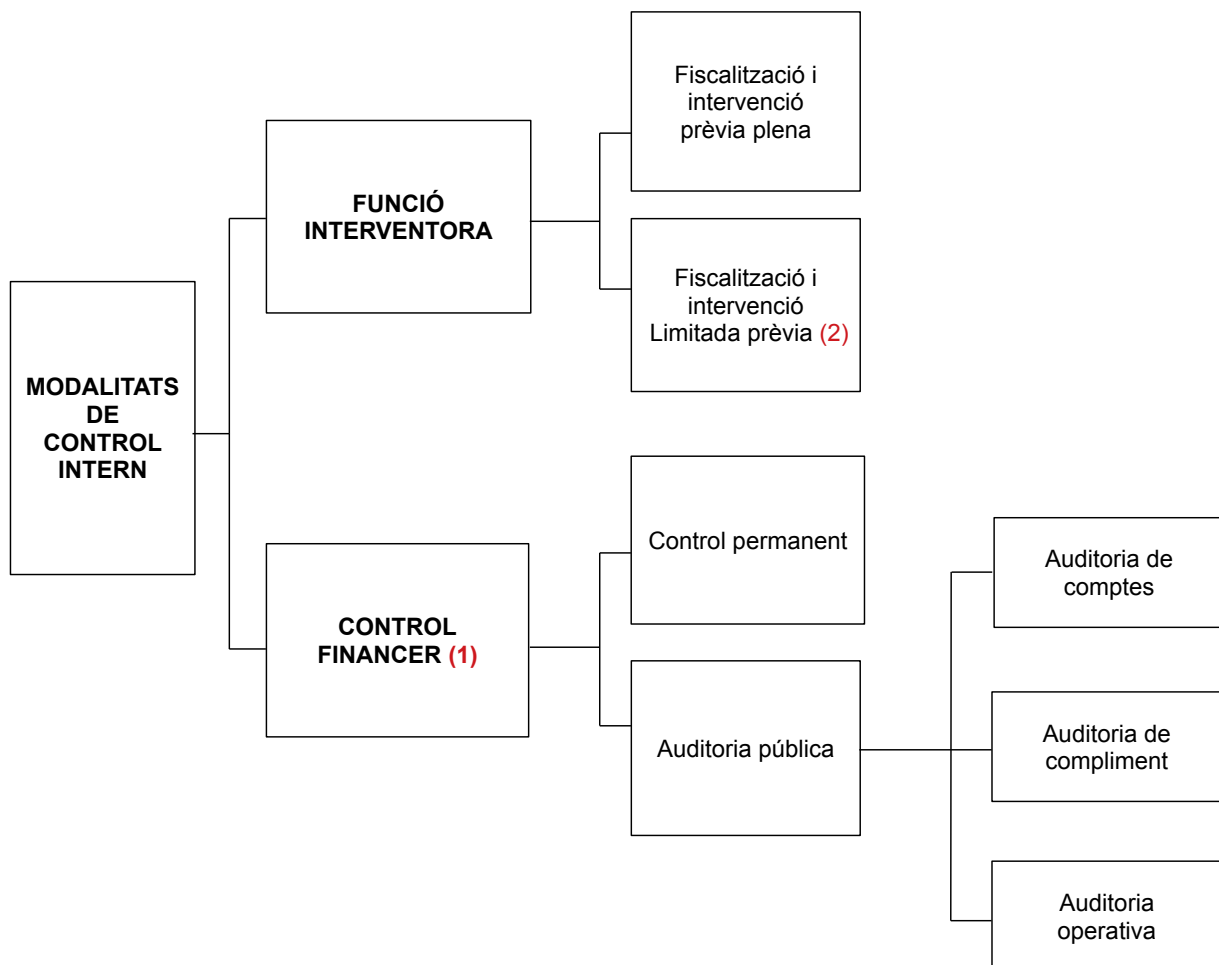 MODALITATS
DE
CONTROL
INTERN
FUNCIÓ
INTERVENTORA
Fiscalització i
intervenció
prèvia plena
Fiscalització i
intervenció
Limitada prèvia (2)
CONTROL
FINANCER (1)
Control permanent
Auditoria pública
Auditoria de
comptes
Auditoria de
compliment
Auditoria
operativa